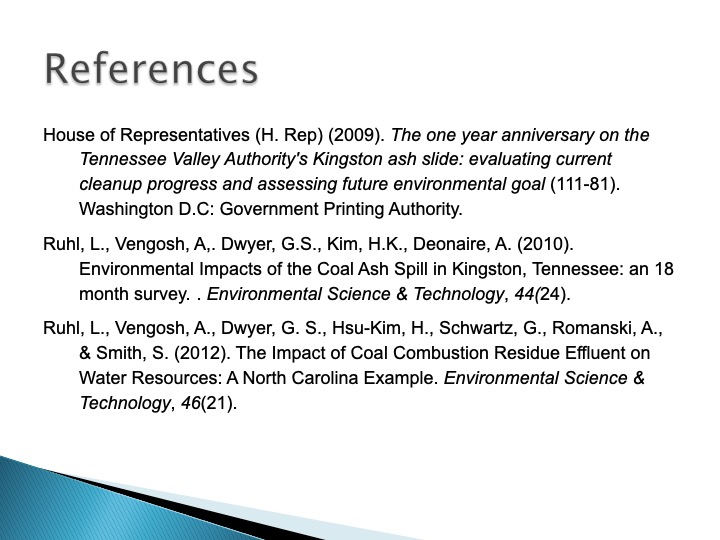 References
House of Representatives (H. Rep) (2009). The one year anniversary on the
Tennessee Valley Authority's Kingston ash slide: evaluating current
cleanup progress and assessing future environmental goal (111-81).
Washington D.C: Government Printing Authority.
Ruhl, L., Vengosh, A,. Dwyer, G.S., Kim, H.K., Deonaire, A. (2010).
Environmental Impacts of the Coal Ash Spill in Kingston, Tennessee: an 18
month survey. . Environmental Science & Technology, 44(24).
Ruhl, L., Vengosh, A., Dwyer, G. S., Hsu-Kim, H., Schwartz, G., Romanski, A.,
& Smith, S. (2012). The Impact of Coal Combustion Residue Effluent on
Water Resources: A North Carolina Example. Environmental Science &
Technology, 46(21).